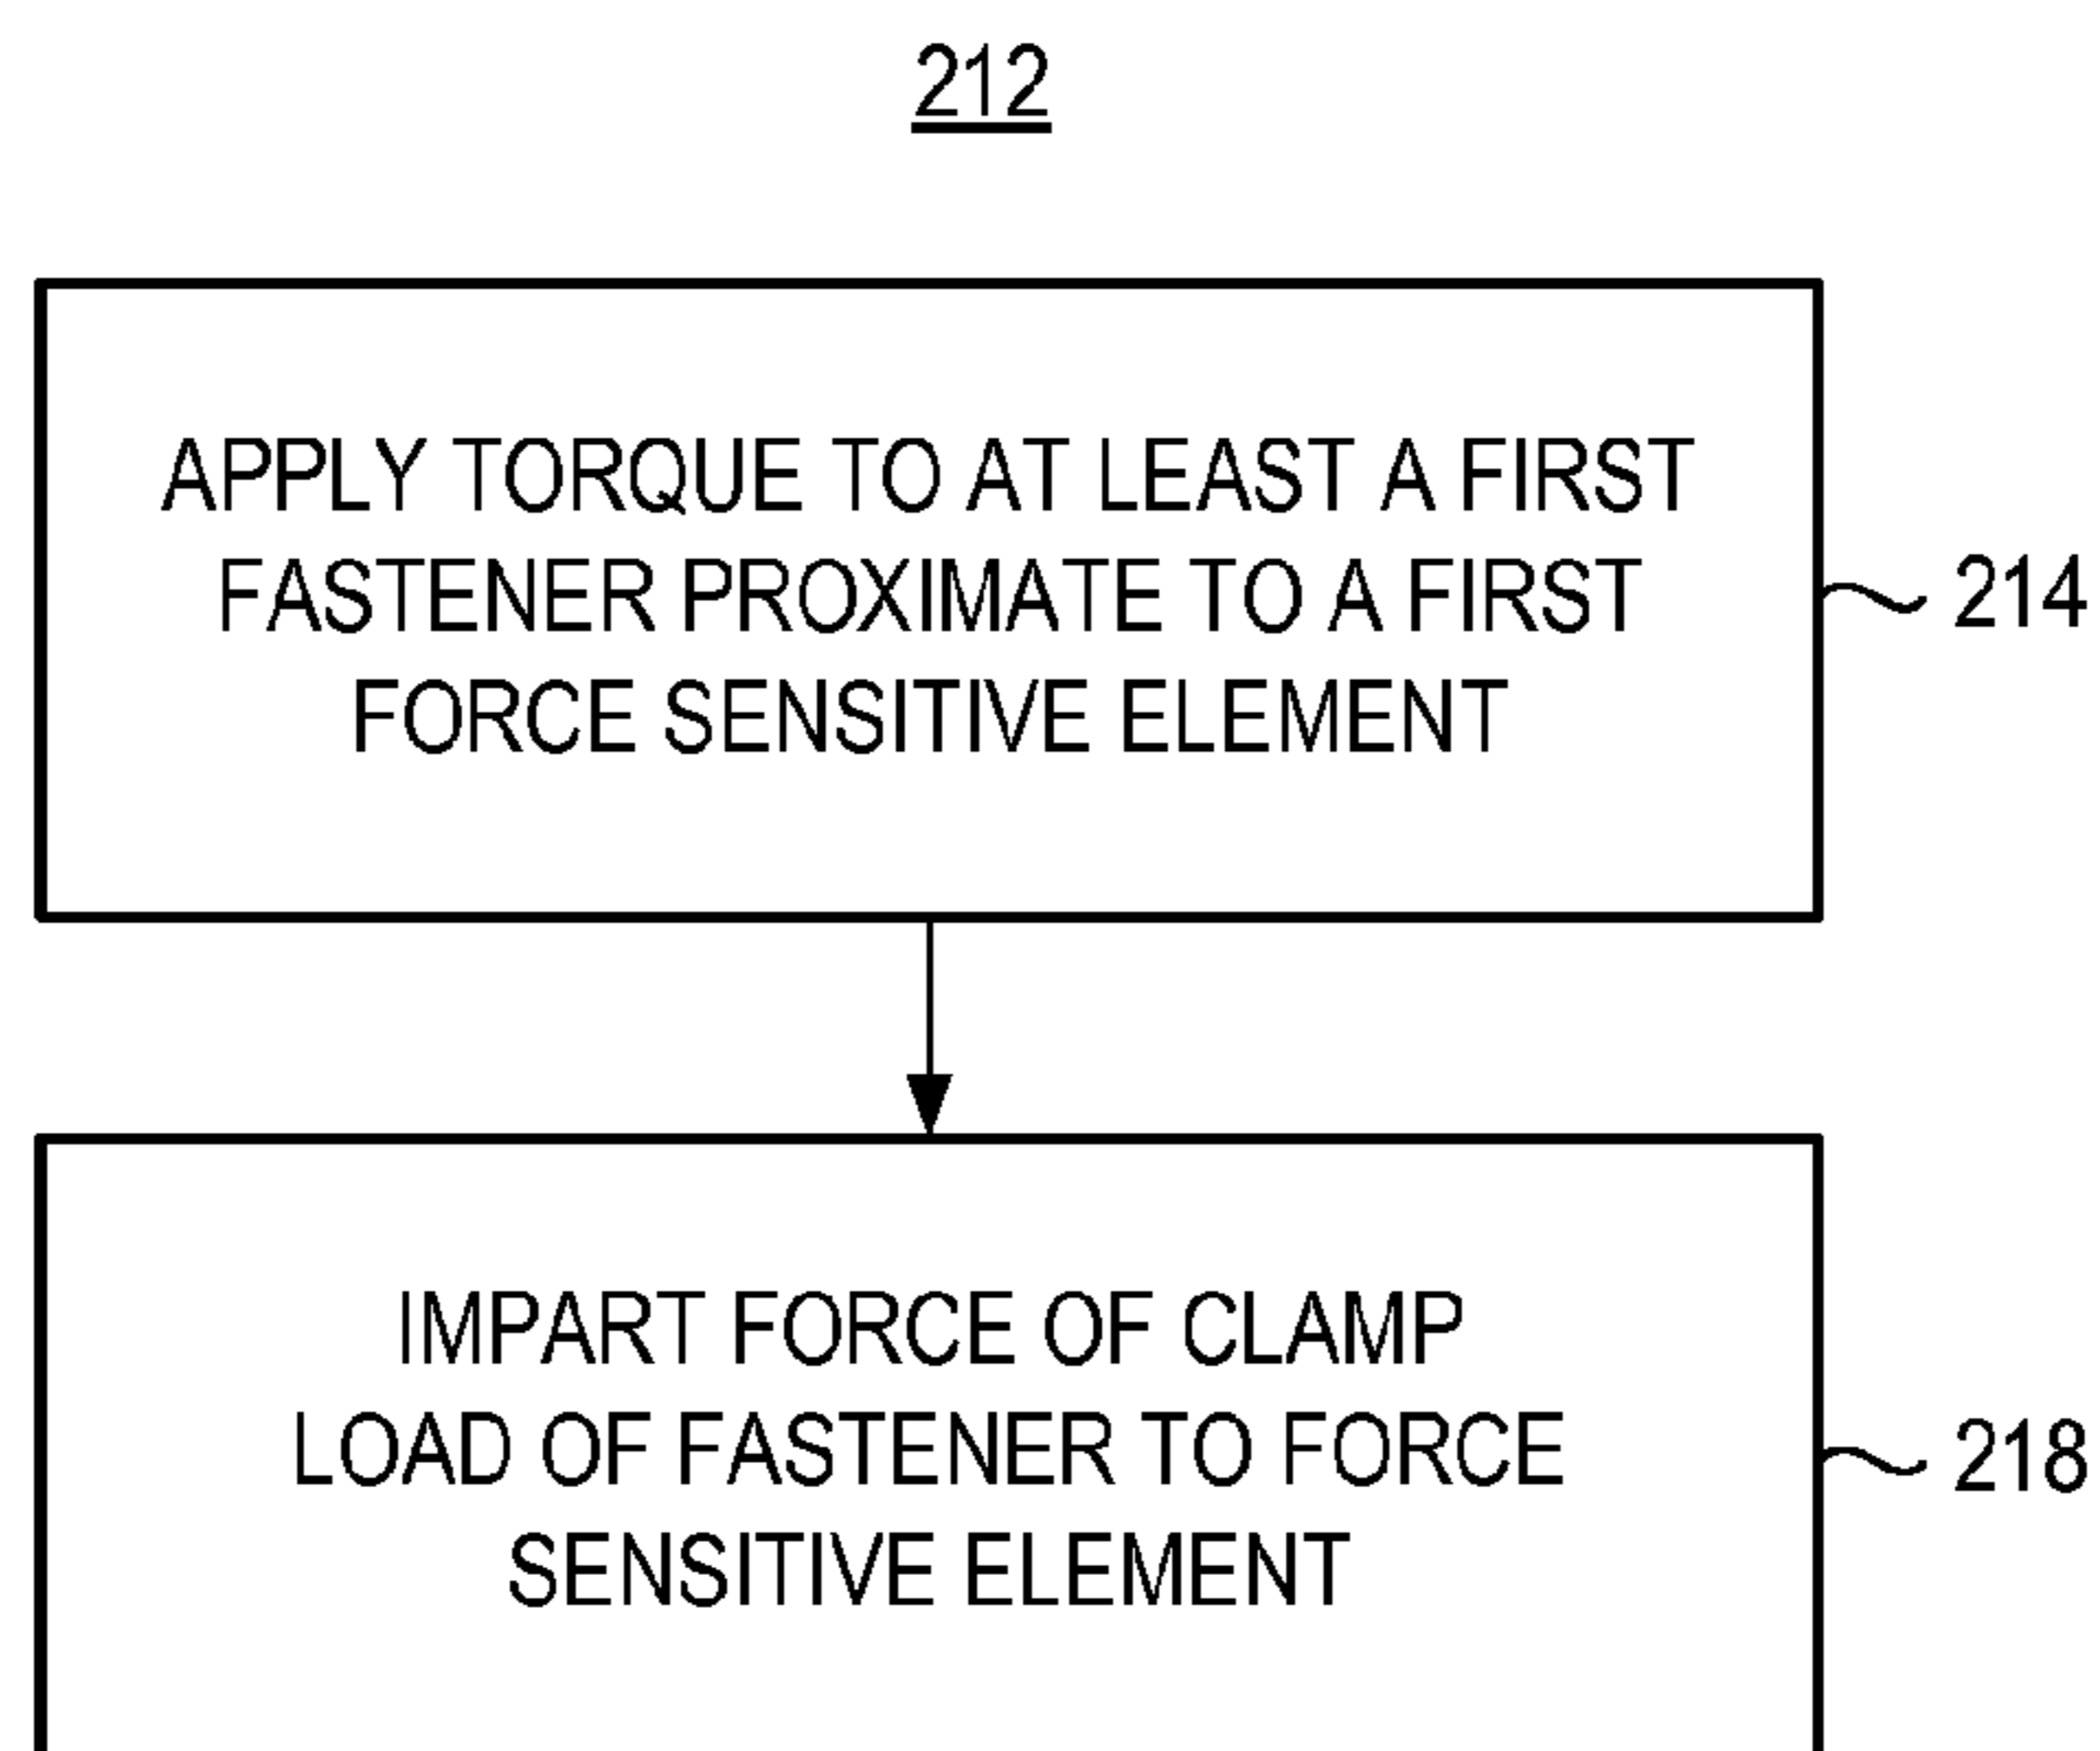 212
APPLY TORQUE TO AT LEAST A FIRST
FASTENER PROXIMATE TO A FIRST
FORCE SENSITIVE ELEMENT
214
IMPART FORCE OF CLAMP
LOAD OF FASTENER TO FORCE
SENSITIVE ELEMENT
218